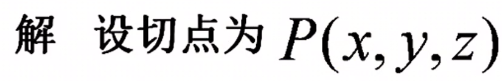 解 设切点为 P(x, y, z)